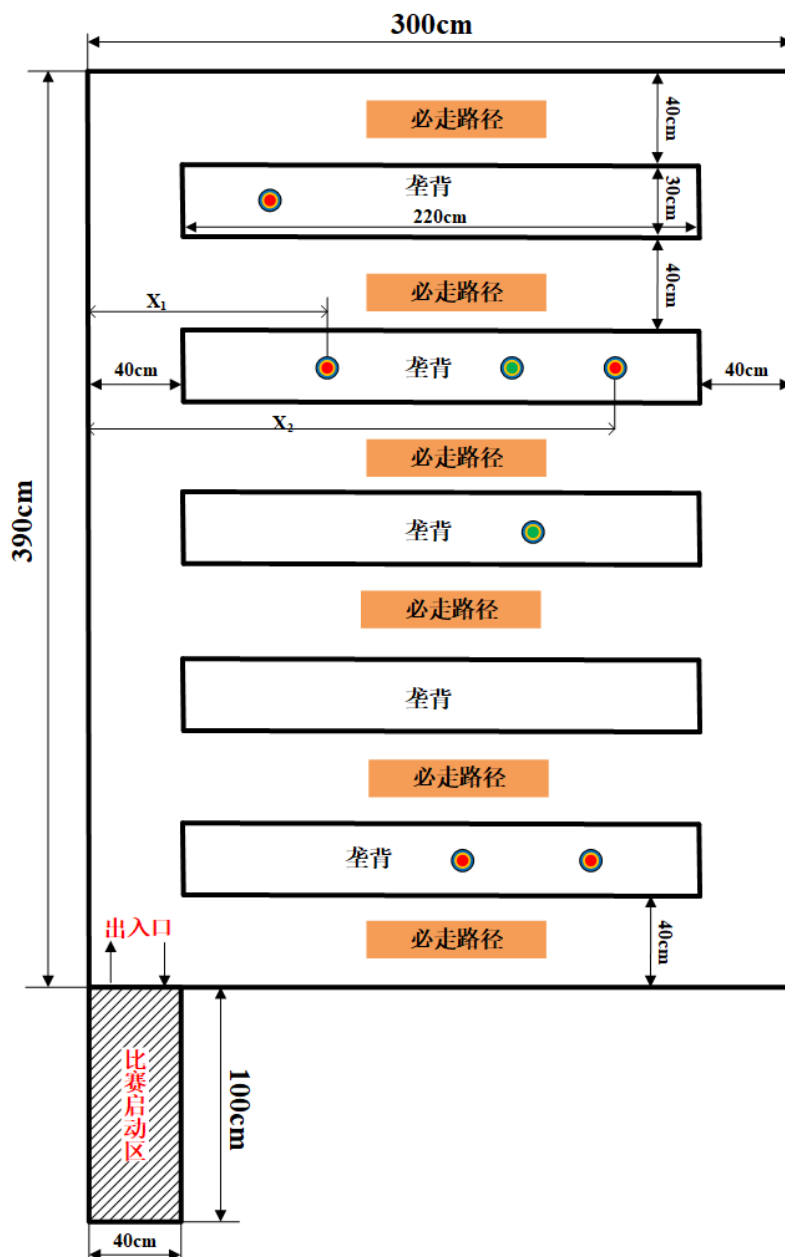 300cm
必走路径
40cm
垄背
30cm
220cm
必走路径
40cm
X₁
40cm
垄背
40cm
X₂
必走路径
390cm
垄背
必走路径
垄背
必走路径
垄背
出入口
必走路径
40cm
比赛启动区
100cm
40cm